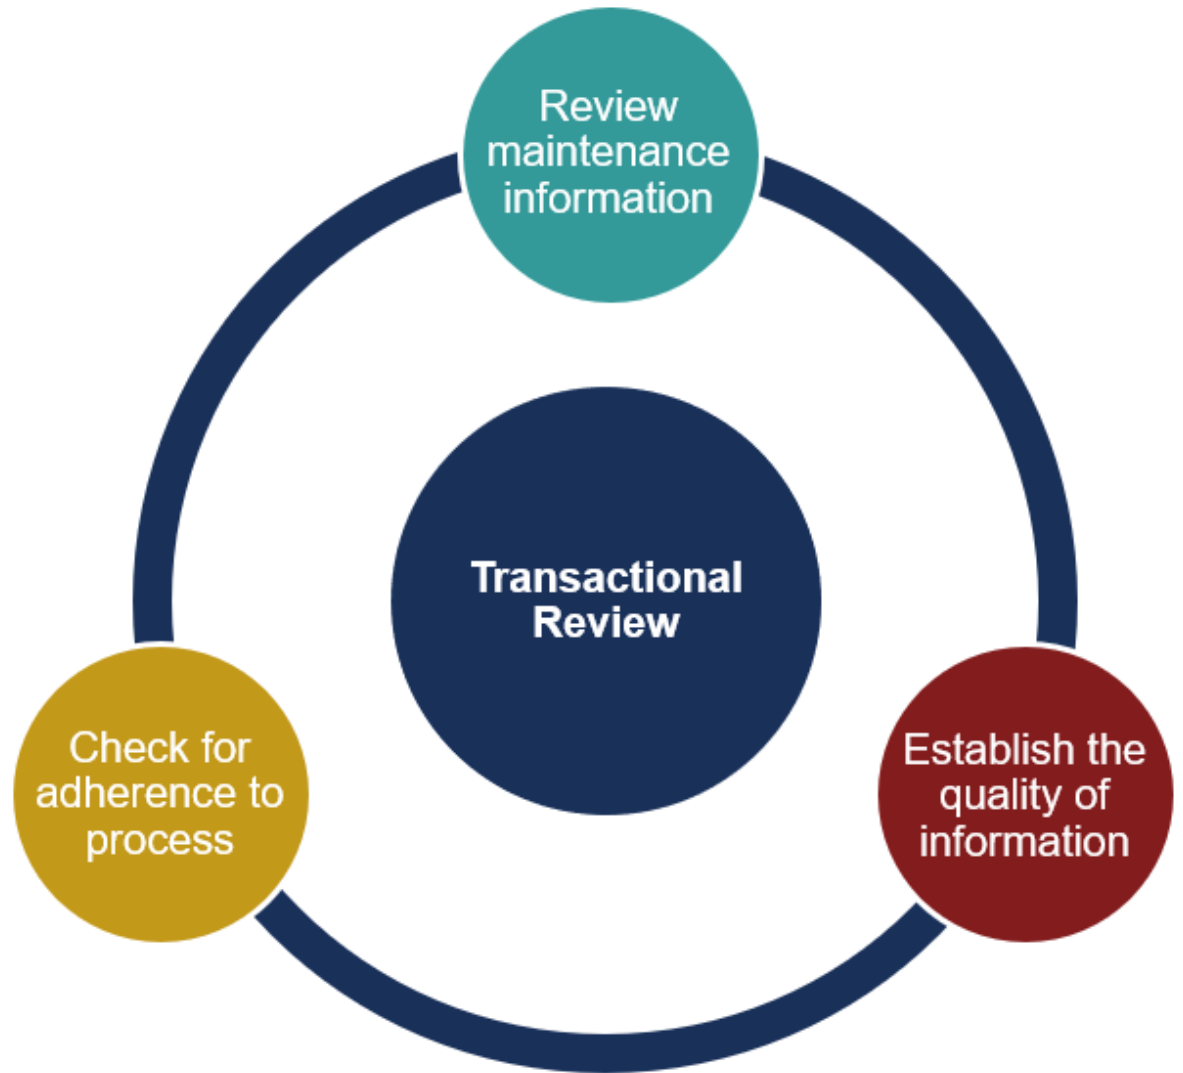 Review
maintenance
information
Transactional
Review
Check for
adherence to
process
Establish the
quality of
information